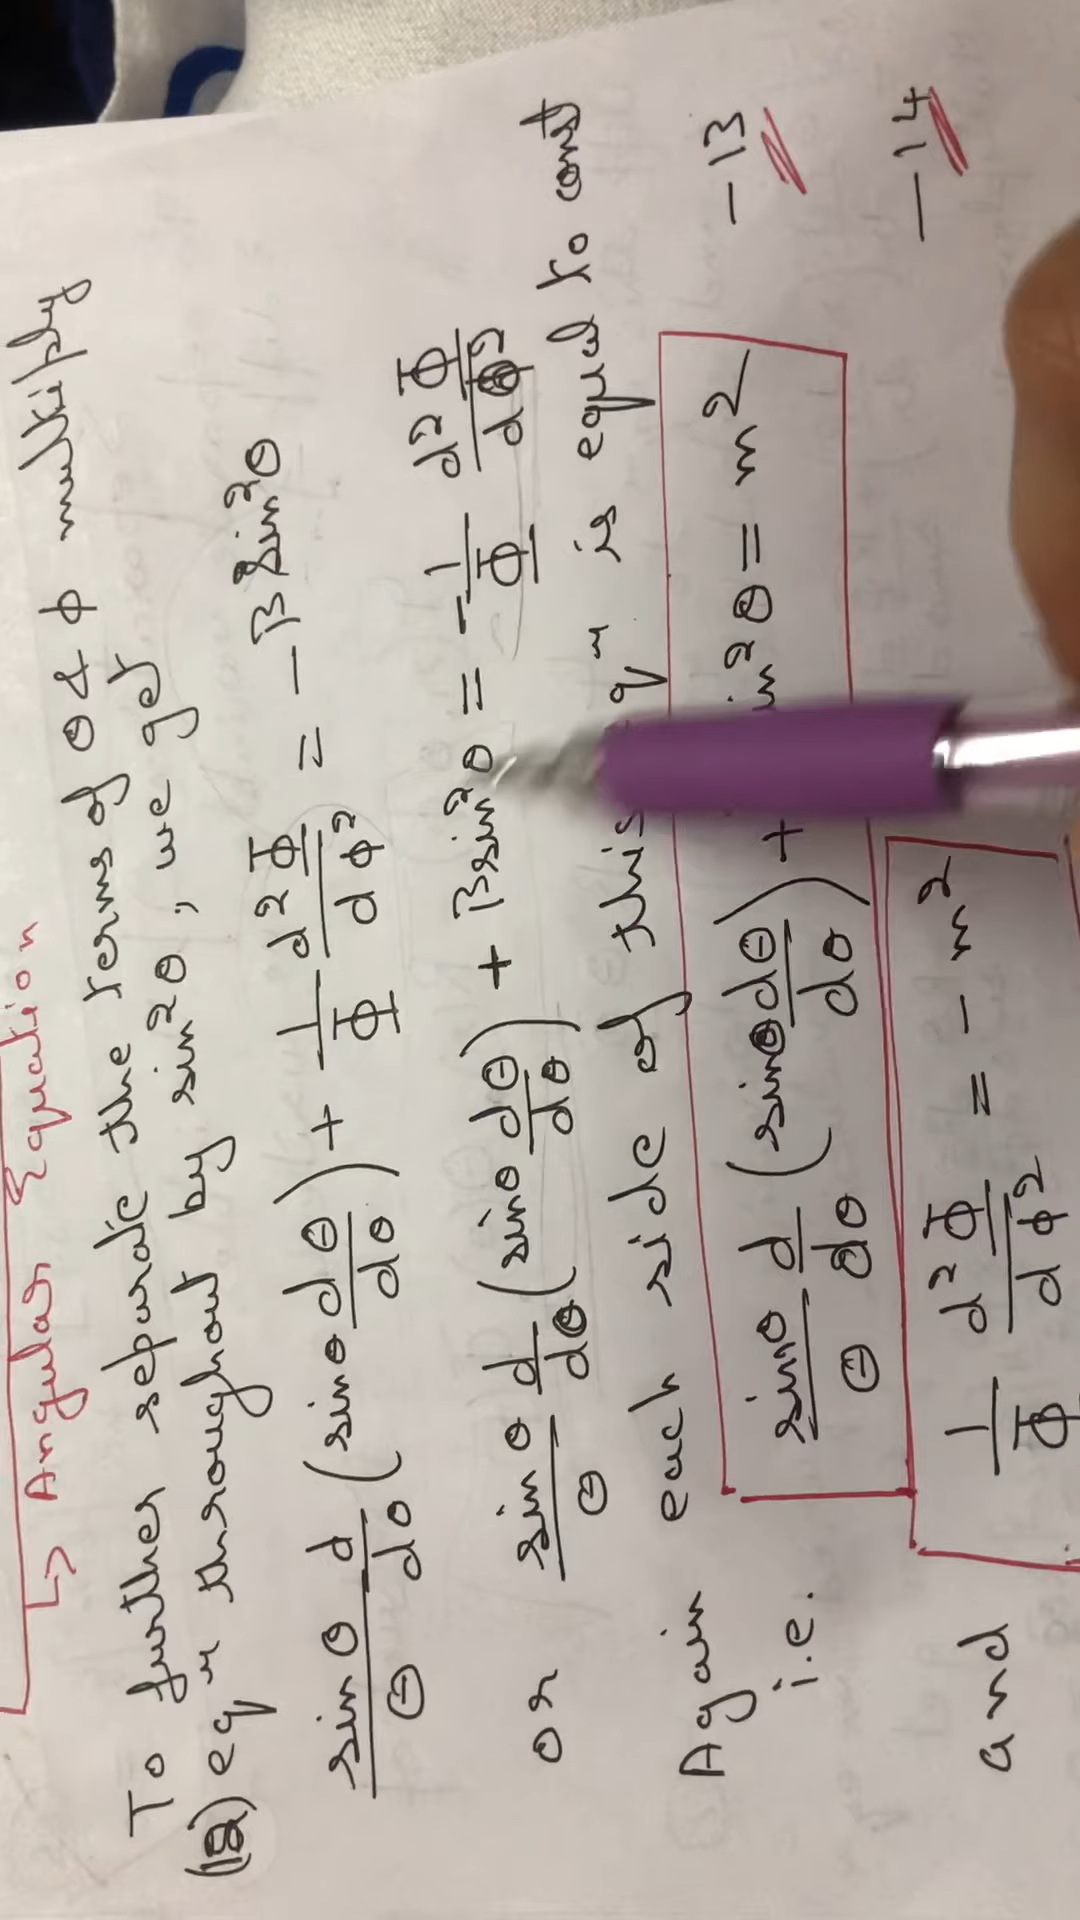 ↳ Angular Equation
To further separate the terms of θ & ϕ multiply
(12) eqⁿ throughout by sin²θ, we get
sinθ/Θ d/dθ (sinθ dΘ/dθ) + 1/Φ d²Φ/dϕ² = -β sin²θ
or sinθ/Θ d/dθ (sinθ dΘ/dθ) + β sin²θ = -1/Φ d²Φ/dϕ²
Again each side of this eqⁿ is equal to const
i.e. sinθ/Θ d/dθ (sinθ dΘ/dθ) + in²θ = m² -13
and 1/Φ d²Φ/dϕ² = -m² -14